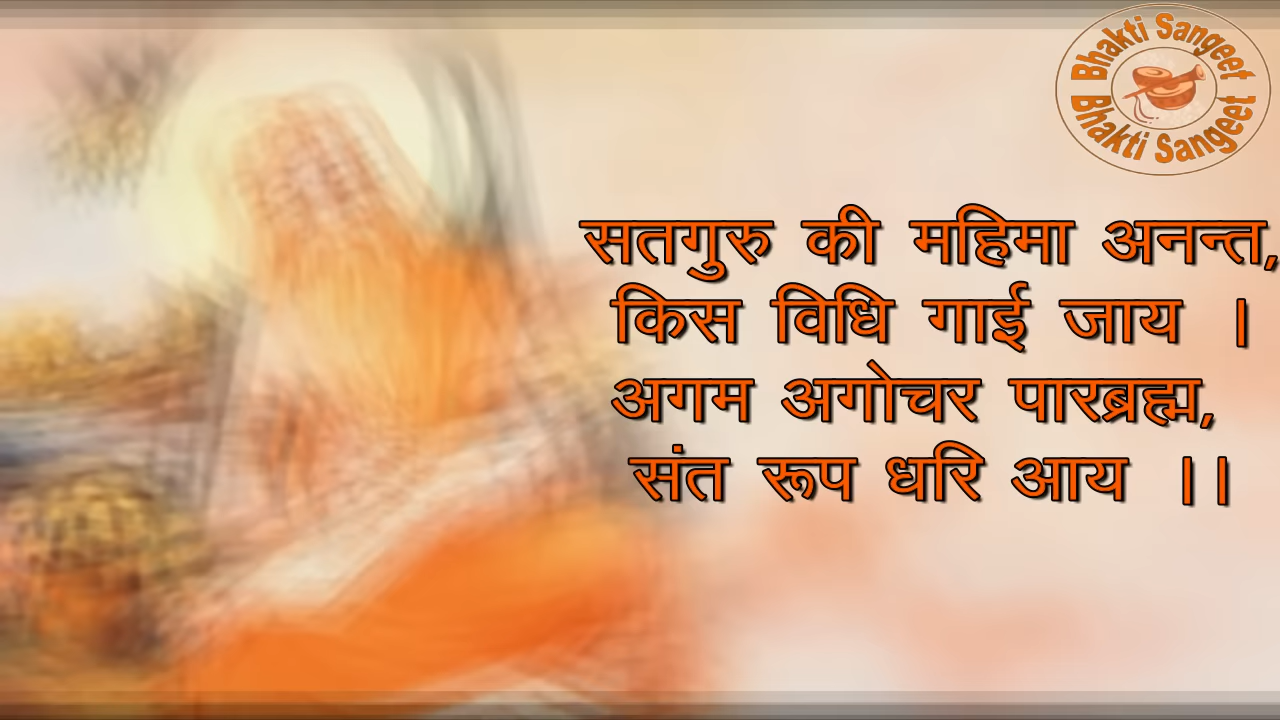 Bhakti Sangeet
Bhakti Sangeet
सतगुरु की महिमा अनन्त,
किस विधि गाई जाय ।
अगम अगोचर पारब्रह्म,
संत रूप धरि आय ।।